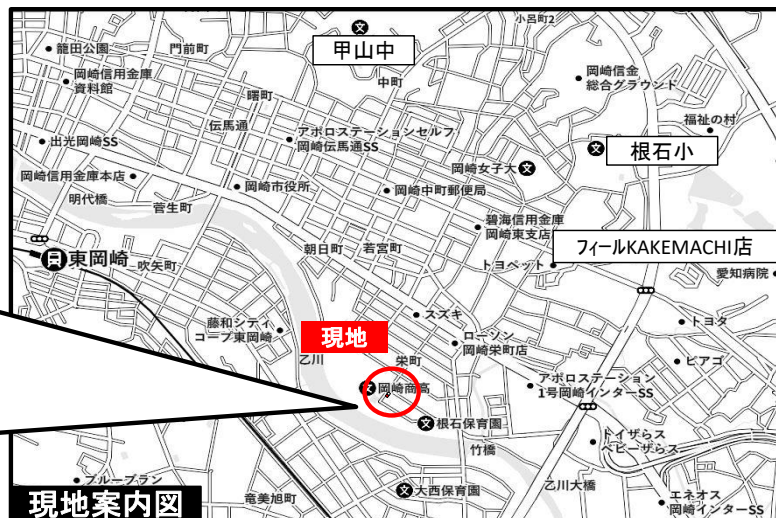 小呂町2
籠田公園
門前町
甲山中
岡崎信用金庫
資料館
中町
岡崎信金
総合グラウンド
曙町
福祉の村
伝馬通
アポロステーションセルフ
岡崎伝馬通SS
出光岡崎SS
根石小
岡崎信用金庫本店
岡崎女子大
岡崎市役所
岡崎中町郵便局
明代橋
菅生町
碧海信用金庫
岡崎東支店
朝日町
若宮町
フィールKAKEMACHI店
東岡崎
吹矢町
トヨペット
愛知病院
スズキ
トヨタ
藤和シティ
コープ東岡崎
現地
ローソン
岡崎栄町店
乙川
栄町
ピアゴ
岡崎商高
アポロステーション
1号岡崎インターSS
根石保育園
トイザらス
ベビーザらス
竹橋
ブループラン
大西保育園
乙川大橋
竜美旭町
エネオス
岡崎インターSS
現地案内図